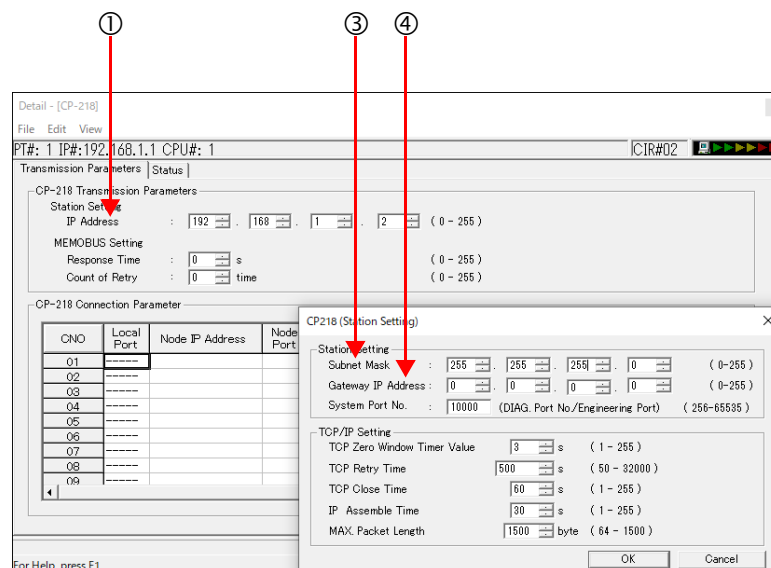 ① ③ ④
Detail - [CP-218]
File Edit View
PT#: 1 IP#:192.168.1.1 CPU#: 1 CIR#02
Transmission Parameters Status
CP-218 Transmission Parameters
Station Setting
IP Address : 192 . 168 . 1 . 2 ( 0 - 255 )
MEMOBUS Setting
Response Time : 0 s ( 0 - 255 )
Count of Retry : 0 time ( 0 - 255 )
CP-218 Connection Parameter
CNO Local Port Node IP Address Node Port
01 -----
02 -----
03 -----
04 -----
05 -----
06 -----
07 -----
08 -----
09 -----
For Help, press F1
CP218 (Station Setting)
Station Setting
Subnet Mask : 255 . 255 . 255 . 0 ( 0-255 )
Gateway IP Address : 0 . 0 . 0 . 0 ( 0-255 )
System Port No. : 10000 (DIAG. Port No./Engineering Port) ( 256-65535 )
TCP/IP Setting
TCP Zero Window Timer Value 3 s ( 1 - 255 )
TCP Retry Time 500 s ( 50 - 32000 )
TCP Close Time 60 s ( 1 - 255 )
IP Assemble Time 30 s ( 1 - 255 )
MAX. Packet Length 1500 byte ( 64 - 1500 )
OK Cancel